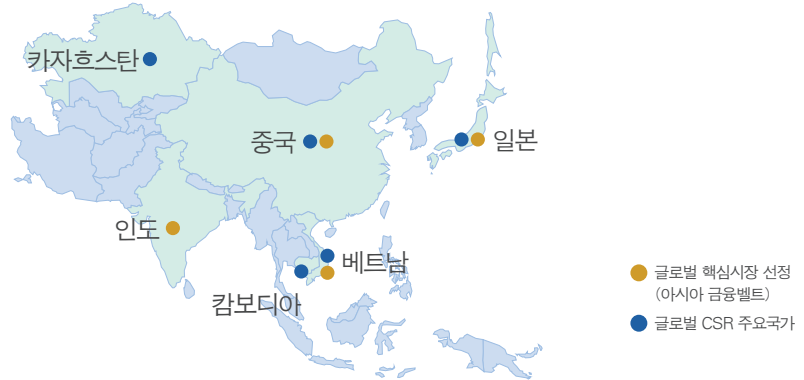 카자흐스탄
중국
일본
인도
베트남
캄보디아
글로벌 핵심시장 선정
(아시아 금융벨트)
글로벌 CSR 주요국가